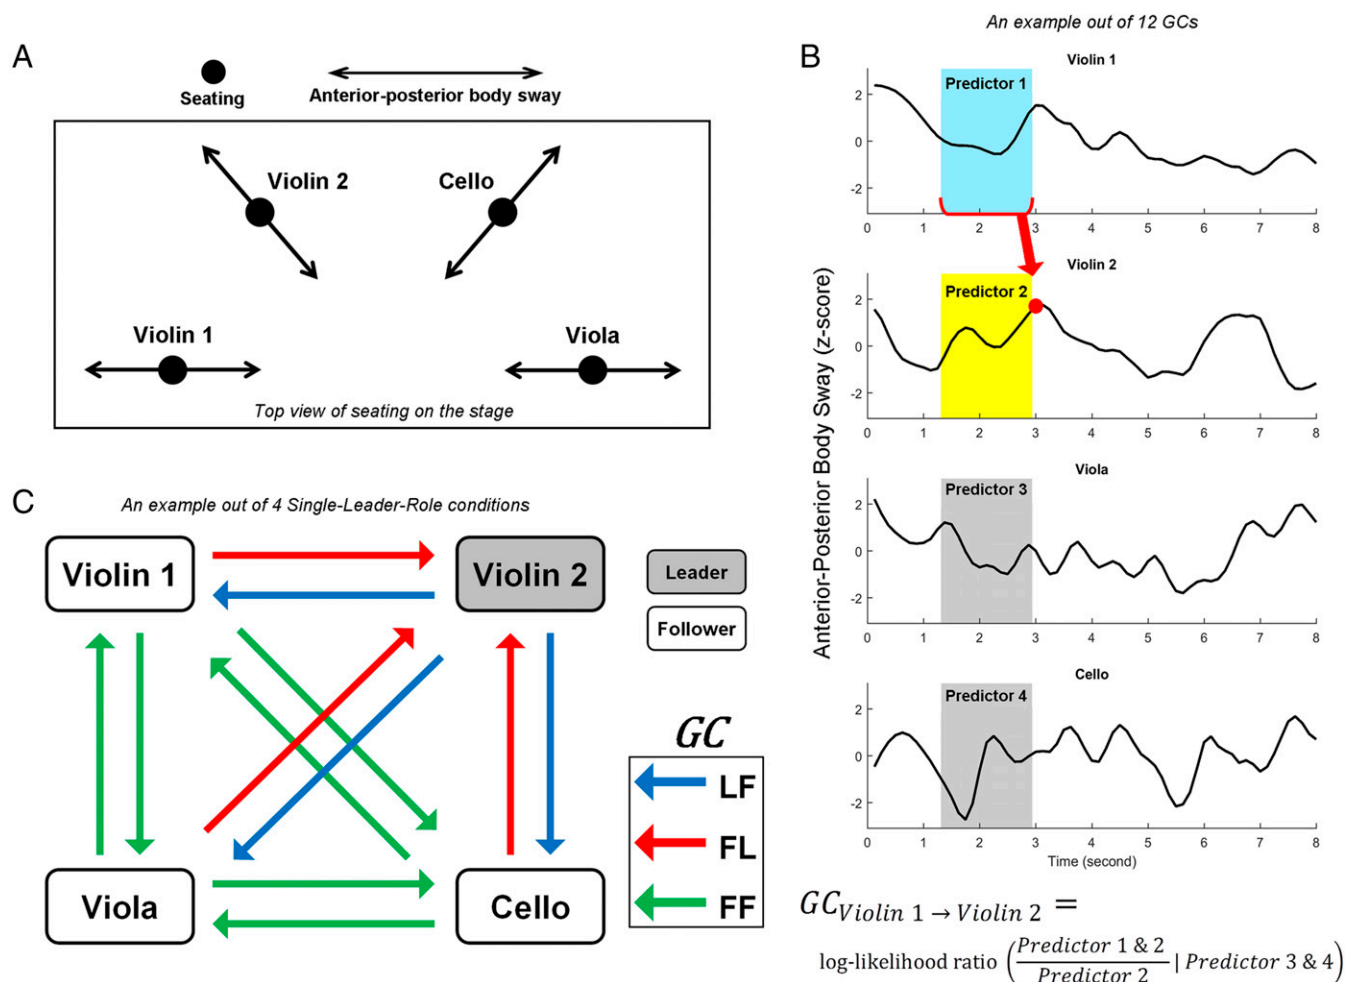 A
Seating
Anterior-posterior body sway
Violin 2
Cello
Violin 1
Viola
Top view of seating on the stage
An example out of 12 GCs
B
Violin 1
Predictor 1
2
0
-2
0 1 2 3 4 5 6 7 8
Violin 2
Predictor 2
2
0
-2
0 1 2 3 4 5 6 7 8
Viola
Predictor 3
2
0
-2
0 1 2 3 4 5 6 7 8
Cello
Predictor 4
2
0
-2
0 1 2 3 4 5 6 7 8
Time (second)
Anterior-Posterior Body Sway (z-score)
GC Violin 1 → Violin 2 =
log-likelihood ratio (Predictor 1 & 2 / Predictor 2 | Predictor 3 & 4)
C
An example out of 4 Single-Leader-Role conditions
Violin 1
Violin 2
Viola
Cello
Leader
Follower
GC
LF
FL
FF